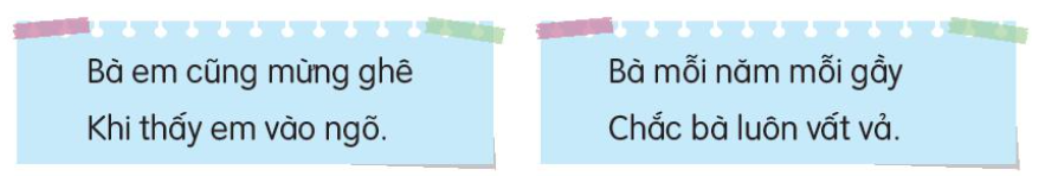 Bà em cũng mừng ghê
Khi thấy em vào ngõ.
Bà mỗi năm mỗi gầy
Chắc bà luôn vất vả.